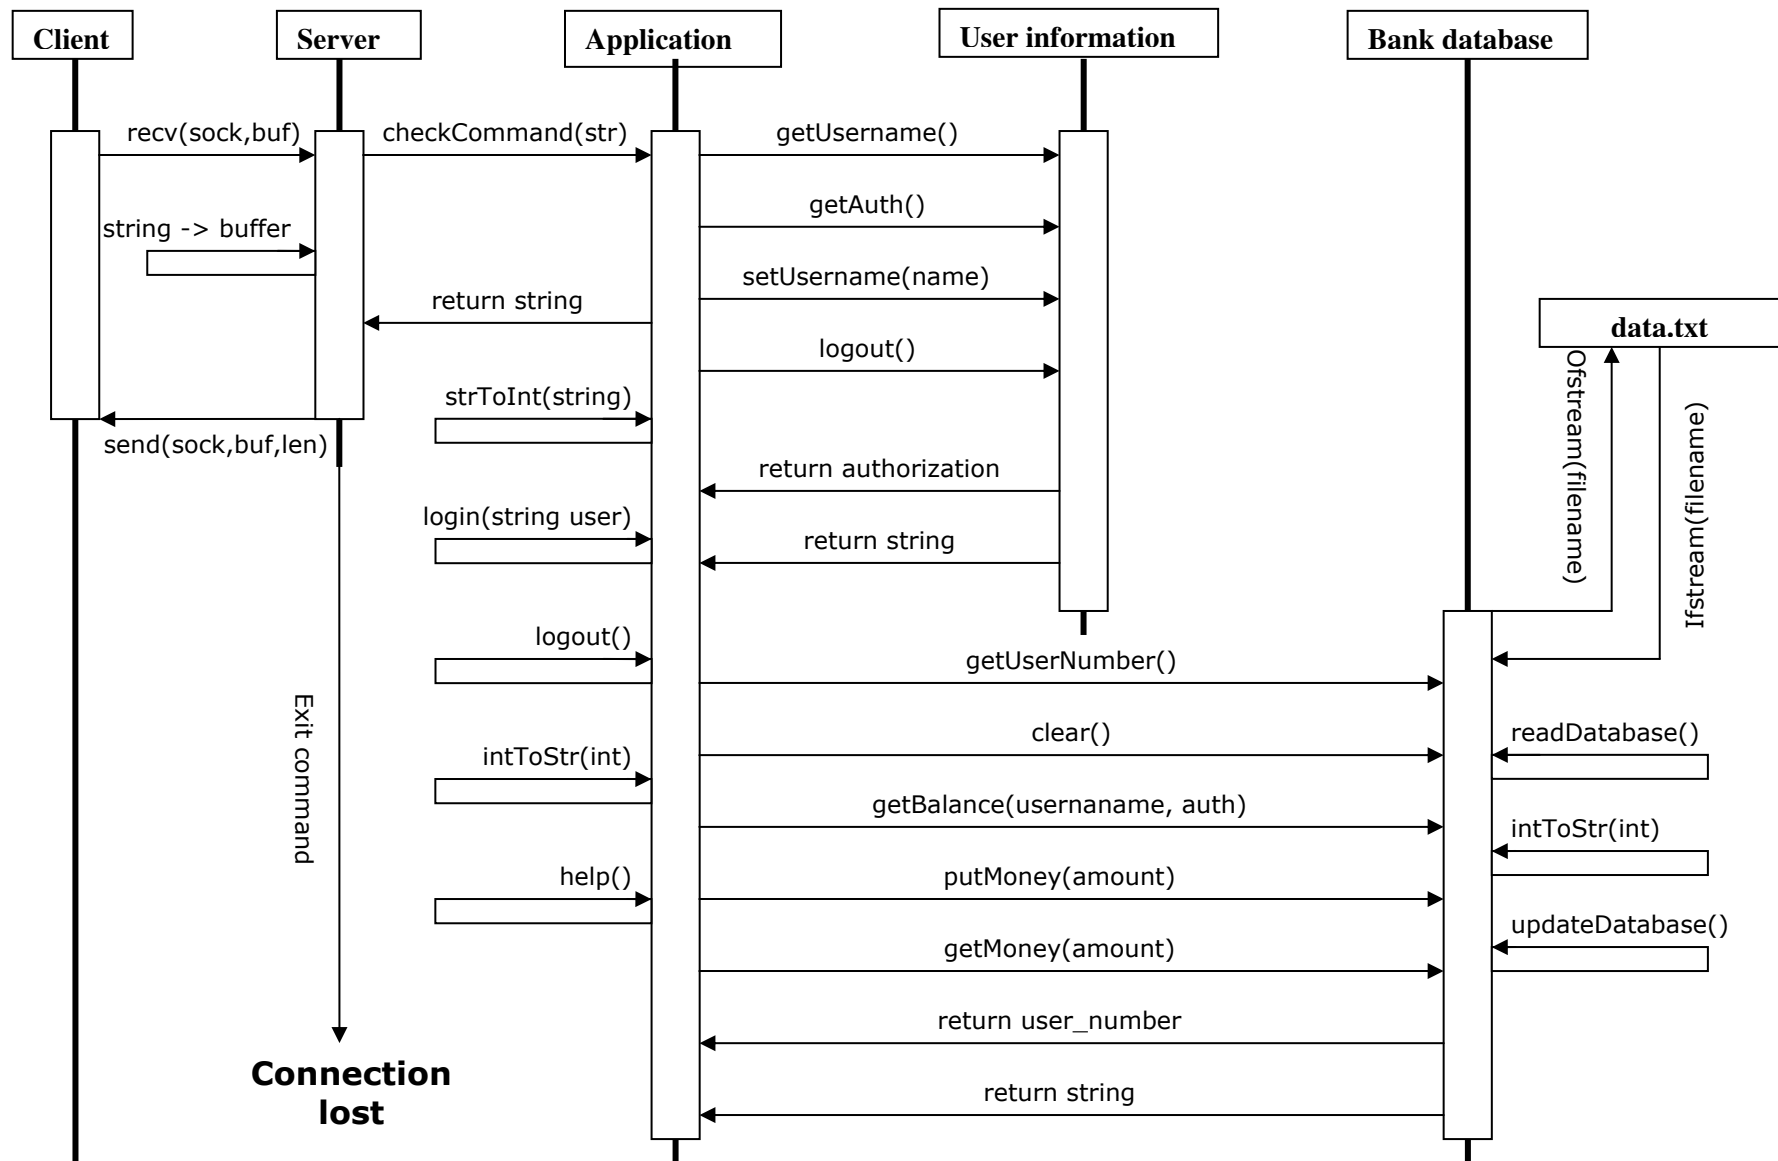 Client
Server
Application
User information
Bank database
recv(sock,buf)
checkCommand(str)
getUsername()
getAuth()
string -> buffer
setUsername(name)
return string
data.txt
logout()
Ofstream(filename)
Ifstream(filename)
strToInt(string)
send(sock,buf,len)
return authorization
login(string user)
return string
logout()
getUserNumber()
Exit command
clear()
readDatabase()
intToStr(int)
getBalance(usernaname, auth)
intToStr(int)
help()
putMoney(amount)
updateDatabase()
getMoney(amount)
return user_number
Connection
lost
return string